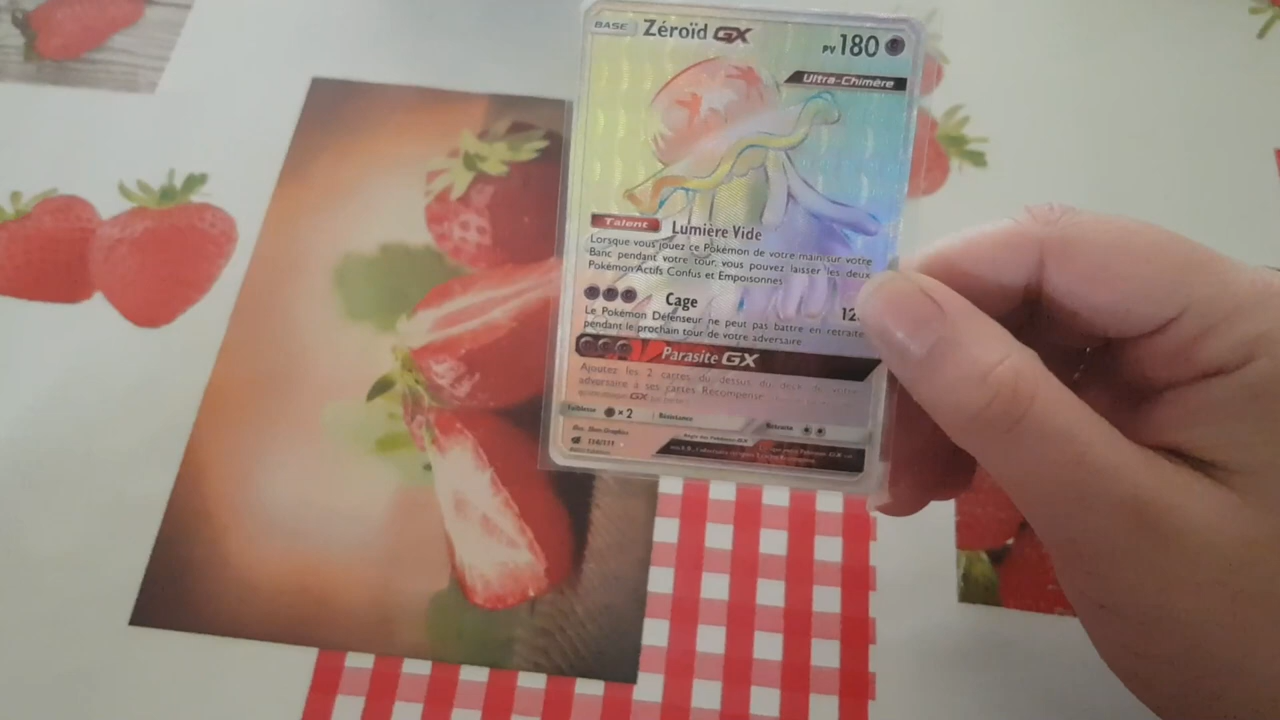 BASE Zéroïd GX PV 180
Ultra-Chimère
Talent Lumière Vide
Lorsque vous jouez ce Pokémon de votre main sur votre
Banc pendant votre tour, vous pouvez laisser les deux
Pokémon Actifs Confus et Empoisonnés
Cage 12
Le Pokémon Défenseur ne peut pas battre en retraite
pendant le prochain tour de votre adversaire
Parasite GX
Ajoutez les 2 cartes du dessus du deck de votre
adversaire à ses cartes Récompense
GX
Faiblesse ×2 Résistance Retraite